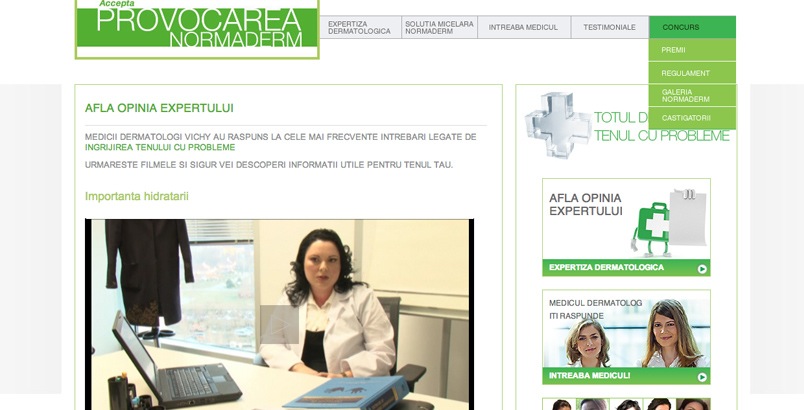 Accepta
PROVOCAREA
NORMADERM
EXPERTIZA
DERMATOLOGICA
SOLUTIA MICELARA
NORMADERM
INTREABA MEDICUL
TESTIMONIALE
CONCURS
PREMII
REGULAMENT
GALERIA
NORMADERM
CASTIGATORII
AFLA OPINIA EXPERTULUI
MEDICII DERMATOLOGI VICHY AU RASPUNS LA CELE MAI FRECVENTE INTREBARI LEGATE DE
INGRIJIREA TENULUI CU PROBLEME
URMARESTE FILMELE SI SIGUR VEI DESCOPERI INFORMATII UTILE PENTRU TENUL TAU.
Importanta hidratarii
TOTUL
TENUL CU PROBLEME
AFLA OPINIA
EXPERTULUI
EXPERTIZA DERMATOLOGICA
MEDICUL DERMATOLOG
ITI RASPUNDE
INTREABA MEDICULI